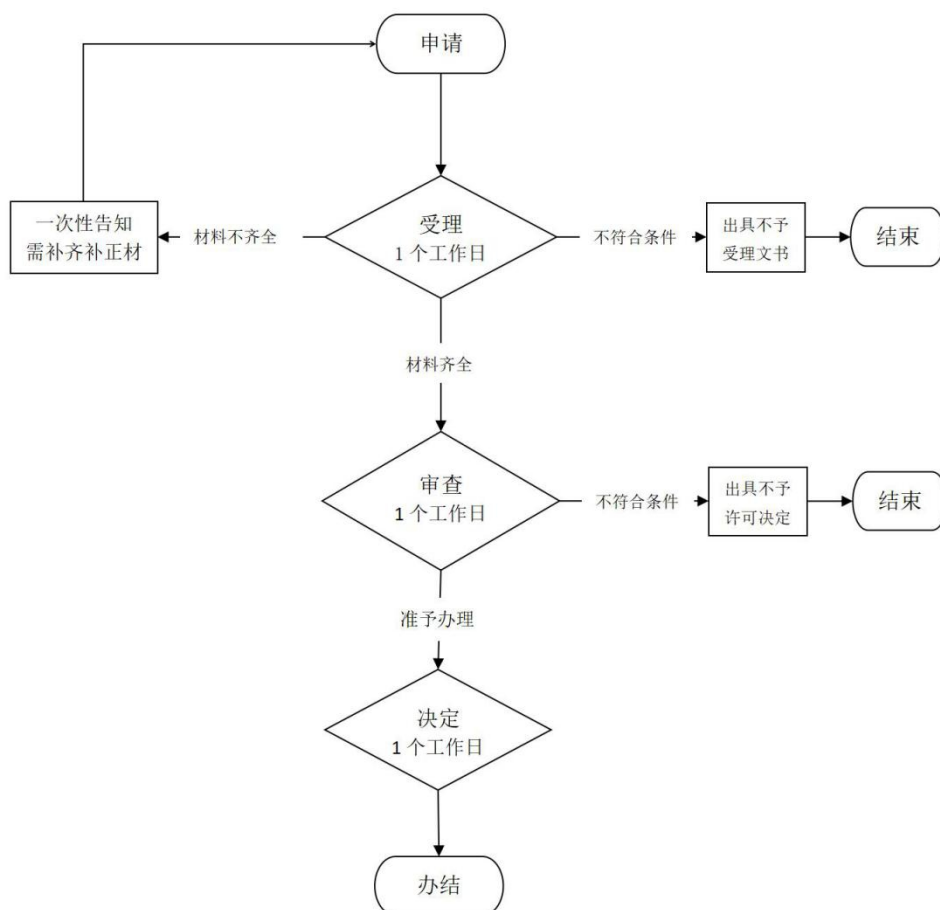 申请
一次性告知
需补齐补正材
材料不齐全
受理
1 个工作日
不符合条件
出具不予
受理文书
结束
材料齐全
审查
1 个工作日
不符合条件
出具不予
许可决定
结束
准予办理
决定
1 个工作日
办结